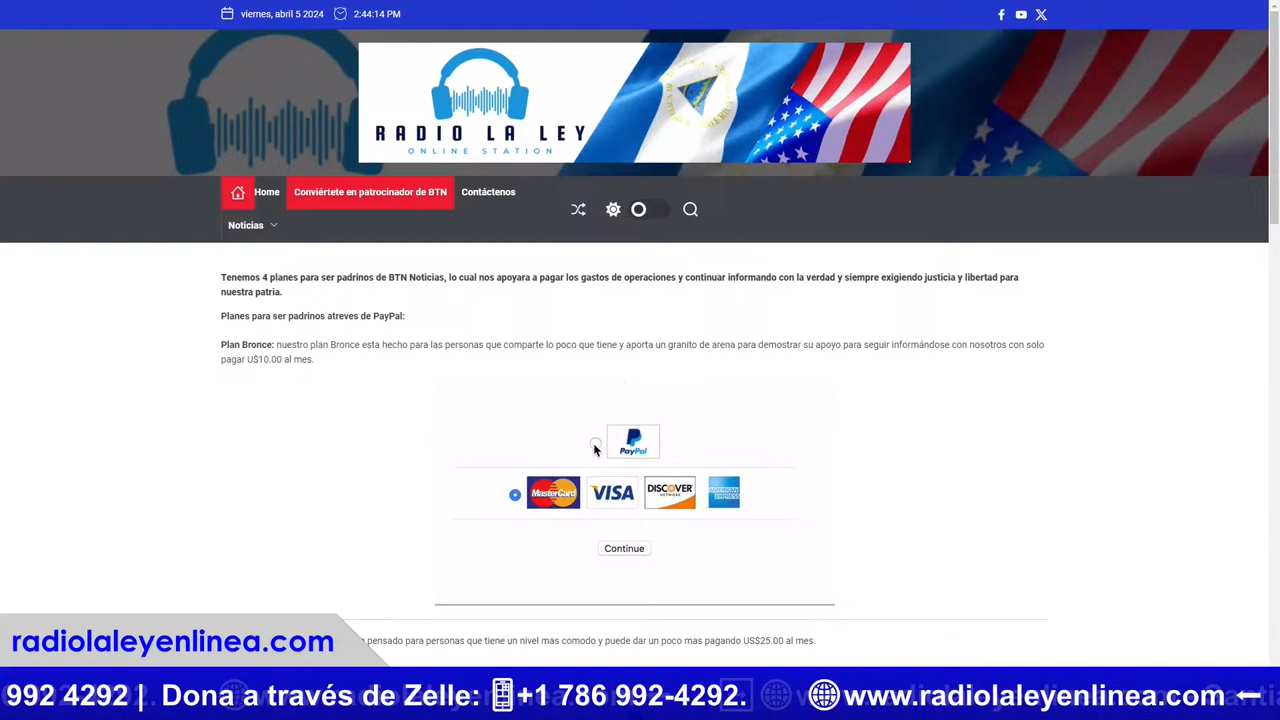 viernes, abril 5 2024 2:44:14 PM
RADIO LA LEY
ONLINE STATION
Home Conviértete en patrocinador de BTN Contáctenos
Noticias
Tenemos 4 planes para ser padrinos de BTN Noticias, lo cual nos apoyara a pagar los gastos de operaciones y continuar informando con la verdad y siempre exigiendo justicia y libertad para
nuestra patria.
Planes para ser padrinos atreves de PayPal:
Plan Bronce: nuestro plan Bronce esta hecho para las personas que comparte lo poco que tiene y aporta un granito de arena para demostrar su apoyo para seguir informándose con nosotros con solo
pagar U$10.00 al mes.
PayPal
MasterCard VISA DISCOVER NETWORK AMERICAN EXPRESS
Continue
pensado para personas que tiene un nivel mas comodo y puede dar un poco mas pagando US$25.00 al mes.
radiolaleyenlinea.com
992 4292 | Dona a través de Zelle: +1 786 992-4292. www.radiolaleyenlinea.com